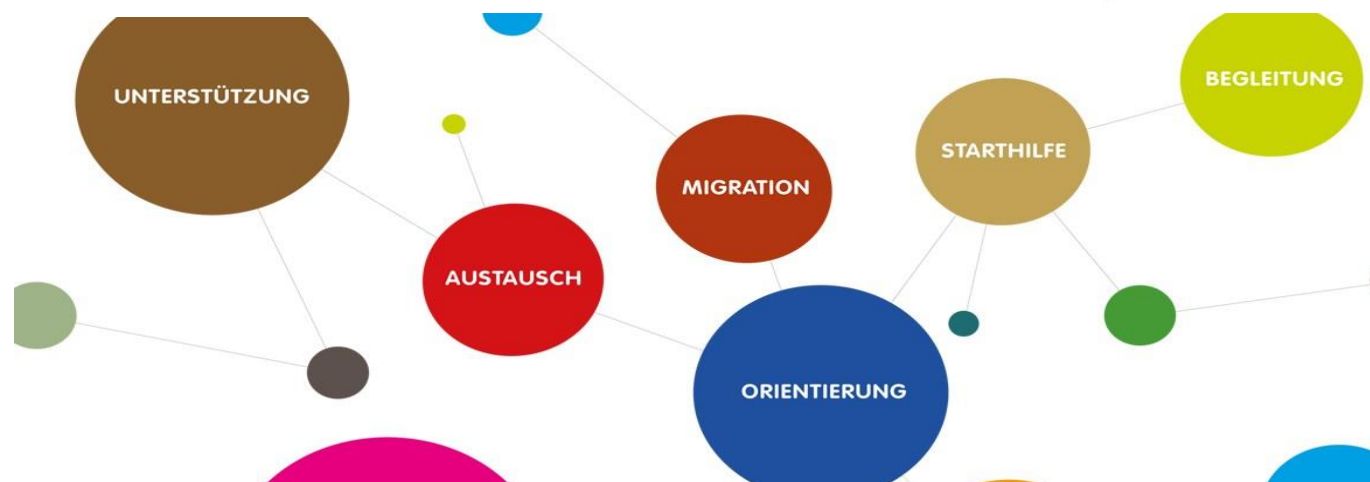 UNTERSTÜTZUNG
BEGLEITUNG
STARTHILFE
MIGRATION
AUSTAUSCH
ORIENTIERUNG